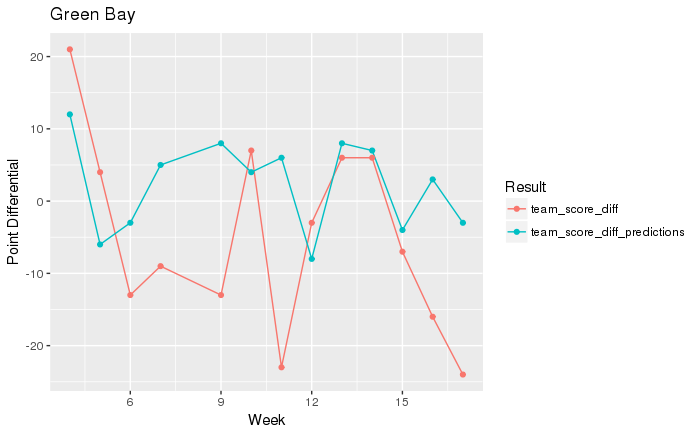 Green Bay
20
10
0
-10
-20
Point Differential
6
9
12
15
Week
Result
team_score_diff
team_score_diff_predictions